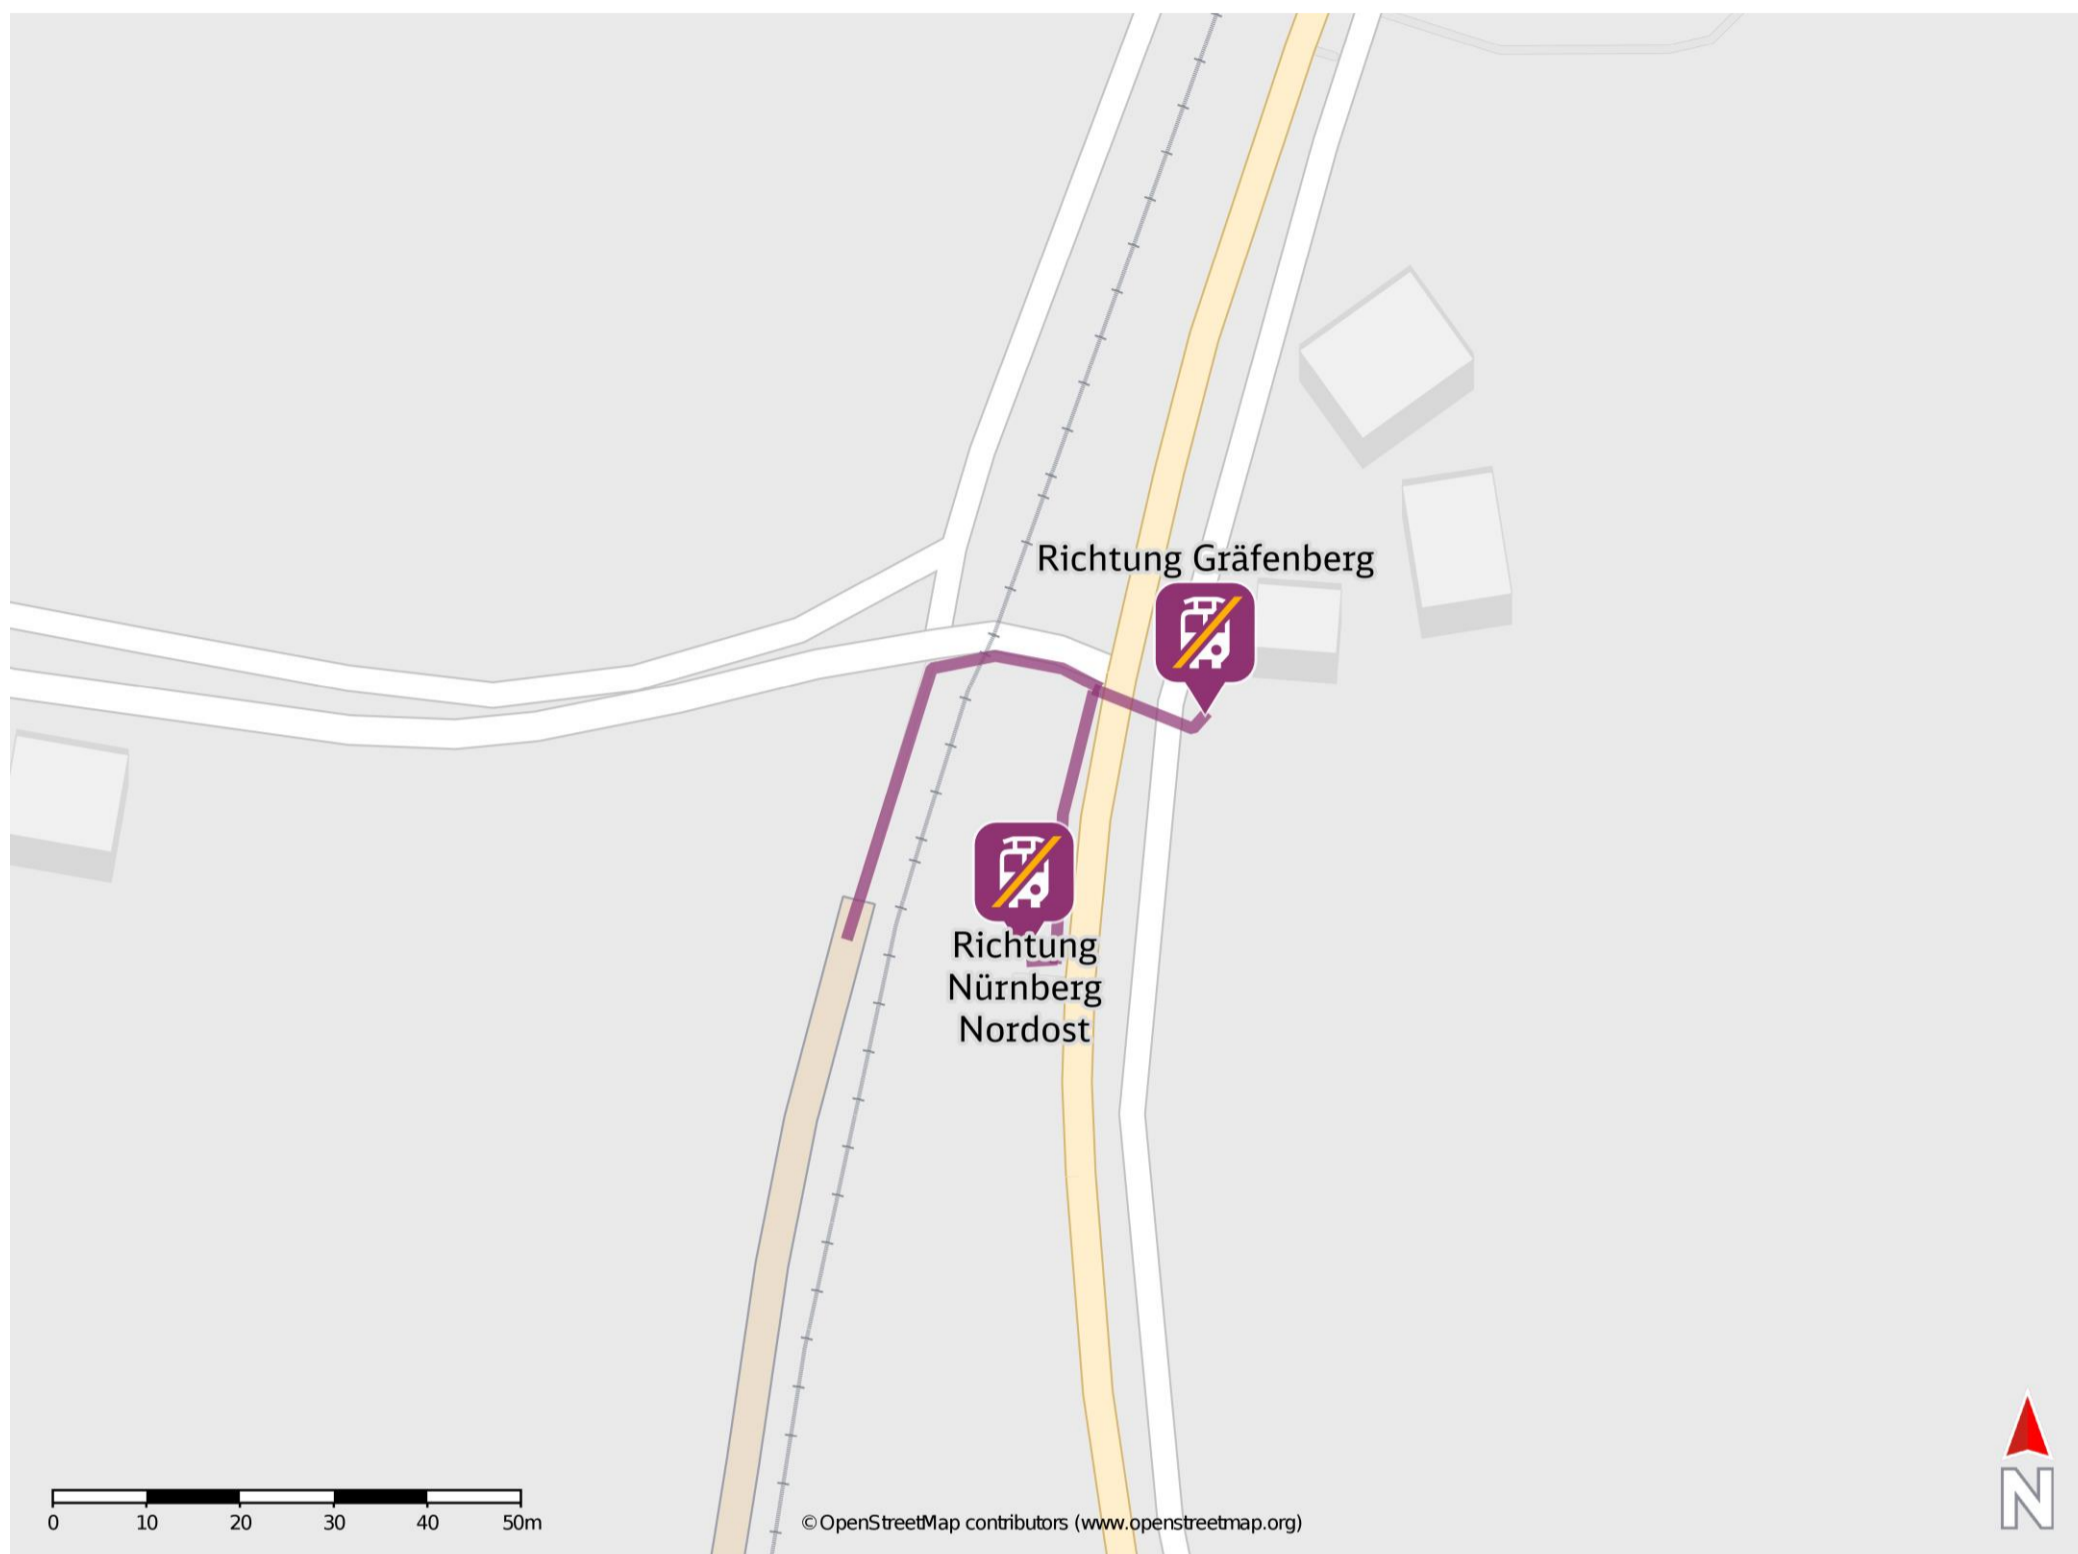 Richtung Gräfenberg
Richtung
Nürnberg
Nordost
0 10 20 30 40 50m
© OpenStreetMap contributors (www.openstreetmap.org)
N